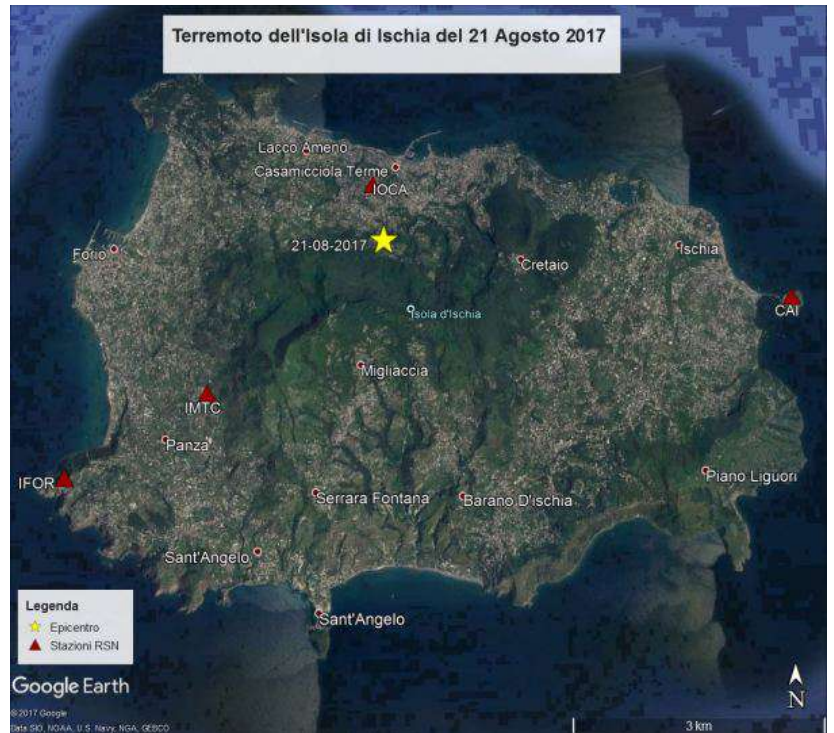 Terremoto dell'Isola di Ischia del 21 Agosto 2017
Lacco Ameno
Casamicciola Terme
IOCA
21-08-2017
Forio
Cretaio
Ischia
CAI
Isola d'Ischia
Migliaccia
IMTC
Panza
IFOR
Piano Liguori
Serrara Fontana
Barano D'ischia
Sant'Angelo
Sant'Angelo
Legenda
Epicentro
Stazioni RSN
Google Earth
N
© 2017 Google
Data SIO, NOAA, U.S. Navy, NGA, GEBCO
3 km